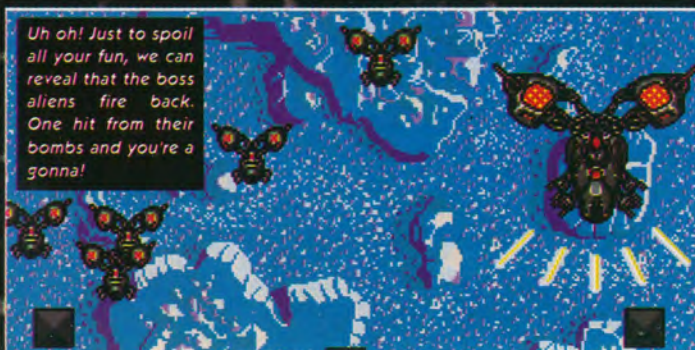 Uh oh! Just to spoil
all your fun, we can
reveal that the boss
aliens fire back.
One hit from their
bombs and you're a
gonna!